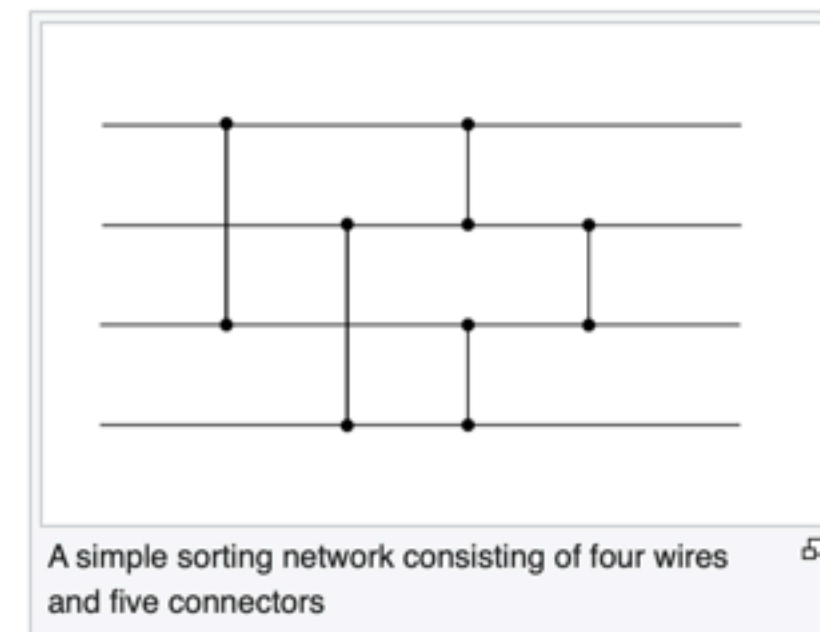 A simple sorting network consisting of four wires
and five connectors